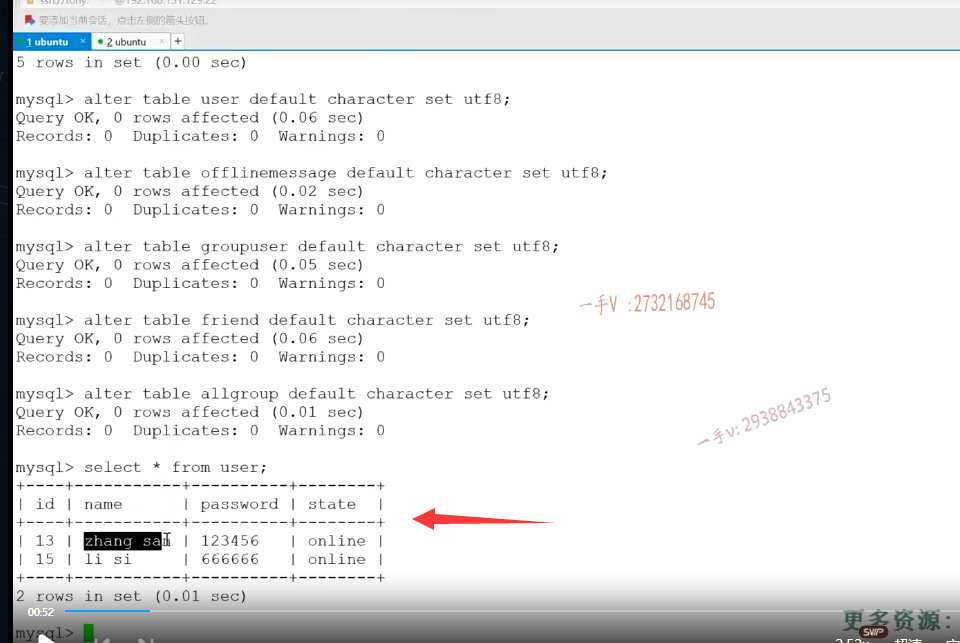 要添加当前会话，点击左侧的箭头按钮。
1 ubuntu × 2 ubuntu × +
5 rows in set (0.00 sec)
mysql> alter table user default character set utf8;
Query OK, 0 rows affected (0.06 sec)
Records: 0  Duplicates: 0  Warnings: 0
mysql> alter table offlinemessage default character set utf8;
Query OK, 0 rows affected (0.02 sec)
Records: 0  Duplicates: 0  Warnings: 0
mysql> alter table groupuser default character set utf8;
Query OK, 0 rows affected (0.05 sec)
Records: 0  Duplicates: 0  Warnings: 0
一手V :2732168745
mysql> alter table friend default character set utf8;
Query OK, 0 rows affected (0.06 sec)
Records: 0  Duplicates: 0  Warnings: 0
mysql> alter table allgroup default character set utf8;
Query OK, 0 rows affected (0.01 sec)
Records: 0  Duplicates: 0  Warnings: 0
一手v: 2938843375
mysql> select * from user;
+----+-----------+----------+--------+
| id | name      | password | state  |
+----+-----------+----------+--------+
| 13 | zhang san | 123456   | online |
| 15 | li si     | 666666   | online |
+----+-----------+----------+--------+
2 rows in set (0.01 sec)
00:52
更多资源:
mysql>
SVIP